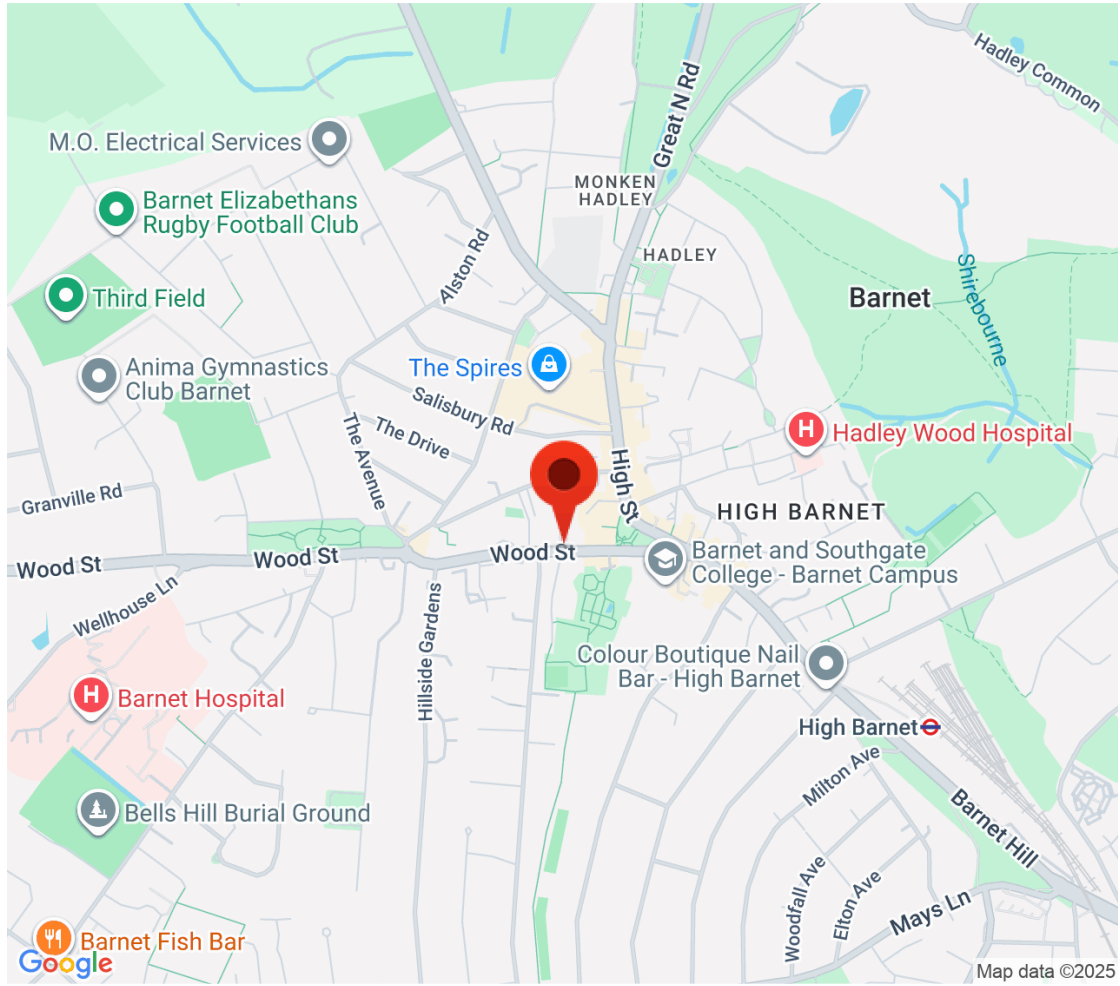 Hadley Common
Great N Rd
M.O. Electrical Services
MONKEN
HADLEY
Barnet Elizabethans
Rugby Football Club
Alston Rd
HADLEY
Shirebourne
Third Field
Barnet
The Spires
Anima Gymnastics
Club Barnet
Salisbury Rd
The Drive
The Avenue
H
Hadley Wood Hospital
High St
Granville Rd
HIGH BARNET
Wood St
Wood St
Wood St
Barnet and Southgate
College - Barnet Campus
Wellhouse Ln
Hillside Gardens
Colour Boutique Nail
Bar - High Barnet
H
Barnet Hospital
High Barnet
Milton Ave
Bells Hill Burial Ground
Barnet Hill
Woodfall Ave
Elton Ave
Mays Ln
Barnet Fish Bar
Google
Map data ©2025